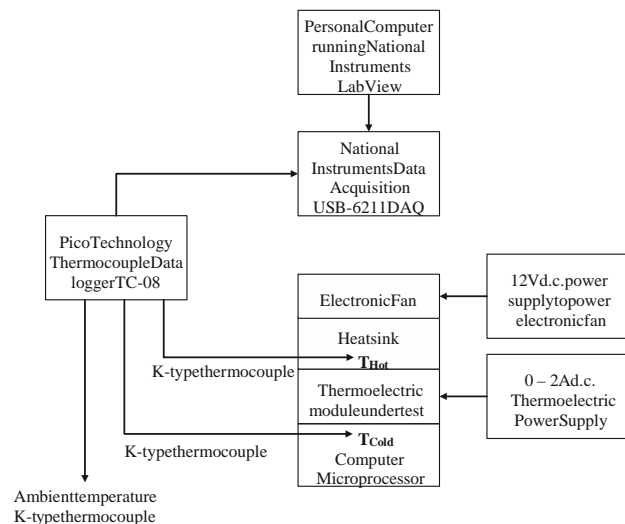 PersonalComputer
runningNational
Instruments
LabView
National
InstrumentsData
Acquisition
USB-6211DAQ
PicoTechnology
ThermocoupleData
loggerTC-08
ElectronicFan
12Vd.c.power
supplytopower
electronicfan
Heatsink
THot
K-typethermocouple
Thermoelectric
moduleundertest
0 – 2Ad.c.
Thermoelectric
PowerSupply
TCold
K-typethermocouple
Computer
Microprocessor
Ambienttemperature
K-typethermocouple